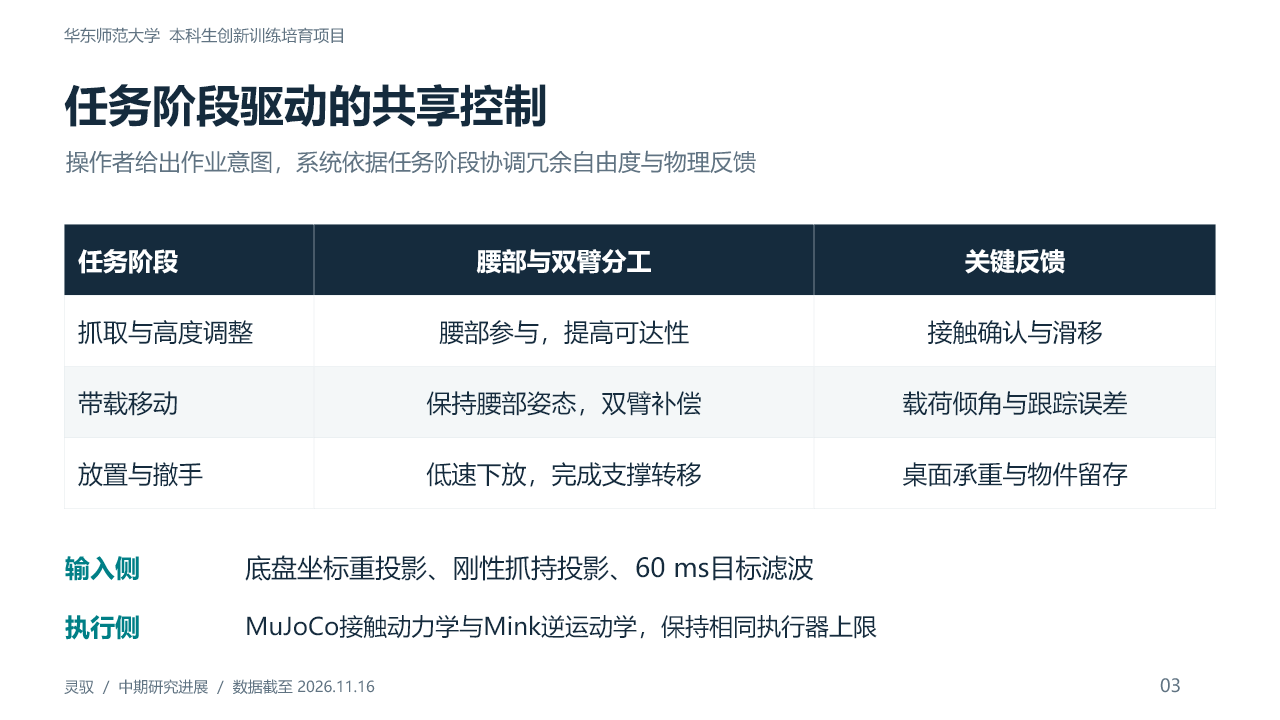 华东师范大学 本科生创新训练培育项目
任务阶段驱动的共享控制
操作者给出作业意图，系统依据任务阶段协调冗余自由度与物理反馈
任务阶段 腰部与双臂分工 关键反馈
抓取与高度调整 腰部参与，提高可达性 接触确认与滑移
带载移动 保持腰部姿态，双臂补偿 载荷倾角与跟踪误差
放置与撤手 低速下放，完成支撑转移 桌面承重与物件留存
输入侧 底盘坐标重投影、刚性抓持投影、60 ms目标滤波
执行侧 MuJoCo接触动力学与Mink逆运动学，保持相同执行器上限
灵驭 / 中期研究进展 / 数据截至 2026.11.16 03